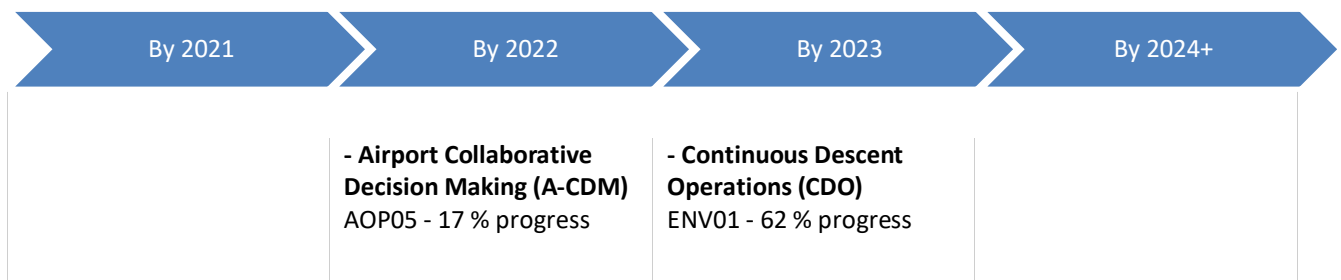 By 2021
By 2022
By 2023
By 2024+
- Airport Collaborative
Decision Making (A-CDM)
AOP05 - 17 % progress
- Continuous Descent
Operations (CDO)
ENV01 - 62 % progress